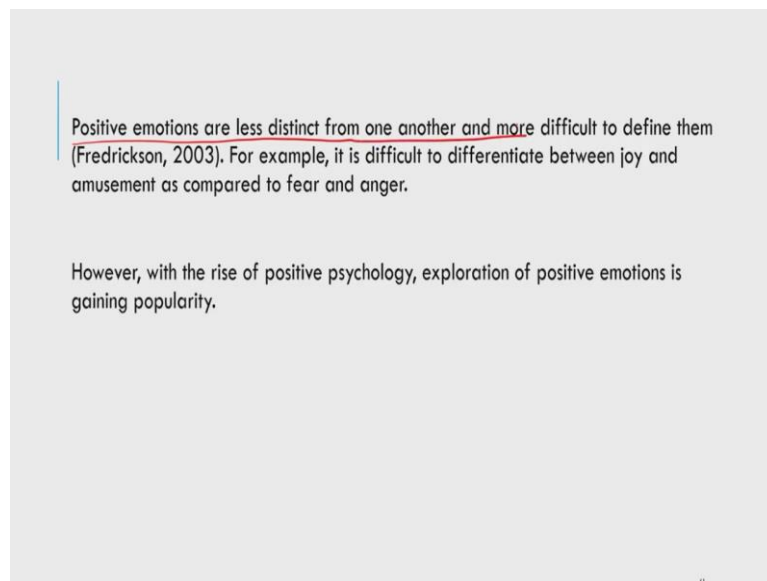 Positive emotions are less distinct from one another and more difficult to define them
(Fredrickson, 2003). For example, it is difficult to differentiate between joy and
amusement as compared to fear and anger.
However, with the rise of positive psychology, exploration of positive emotions is
gaining popularity.